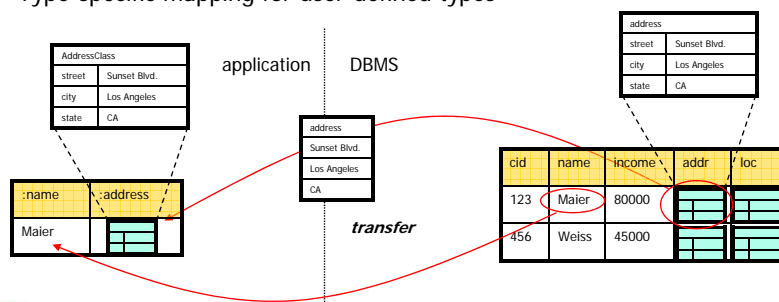 Type-specific mapping for user-defined types
AddressClass
street Sunset Blvd.
city Los Angeles
state CA
application
DBMS
address
street Sunset Blvd.
city Los Angeles
state CA
address
Sunset Blvd.
Los Angeles
CA
:name :address
Maier
transfer
cid name income addr loc
123 Maier 80000
456 Weiss 45000